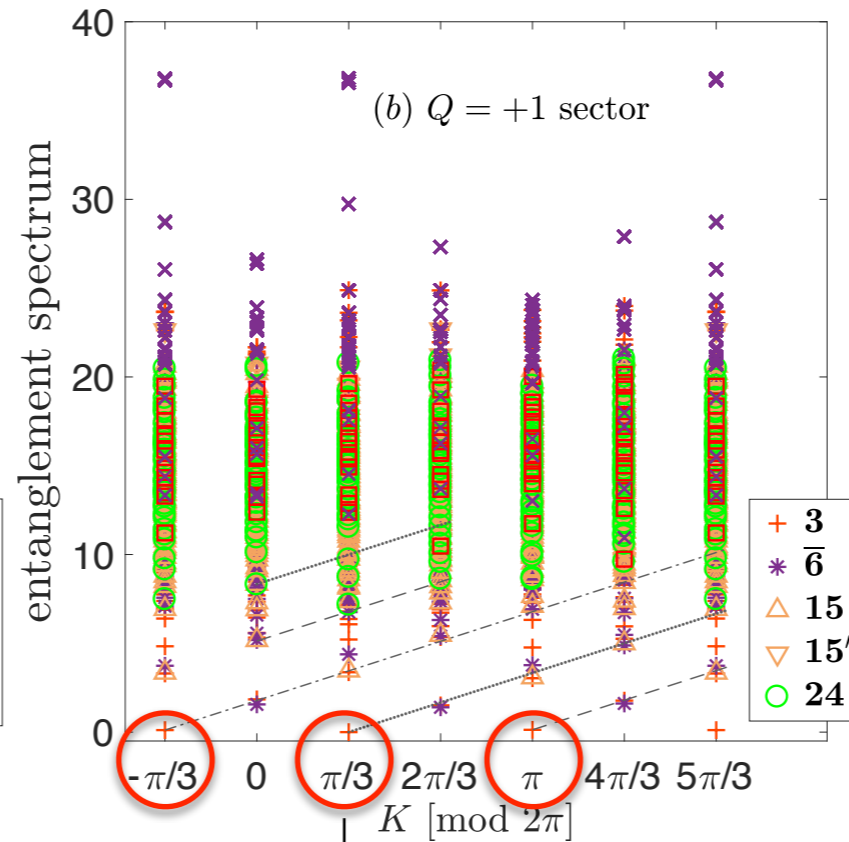 40
(b) Q = +1 sector
30
entanglement spectrum
20
10
3
6̅
15
15′
24
0
-π/3 0 π/3 2π/3 π 4π/3 5π/3
K [mod 2π]